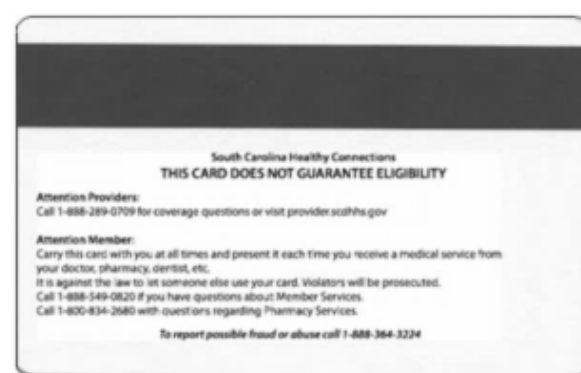 South Carolina Healthy Connections
THIS CARD DOES NOT GUARANTEE ELIGIBILITY
Attention Providers:
Call 1-888-289-0709 for coverage questions or visit provider.scdhhs.gov
Attention Member:
Carry this card with you at all times and present it each time you receive a medical service from
your doctor, pharmacy, dentist, etc.
It is against the law to let someone else use your card. Violators will be prosecuted.
Call 1-888-549-0820 if you have questions about Member Services.
Call 1-800-834-2680 with questions regarding Pharmacy Services.
To report possible fraud or abuse call 1-888-364-3224